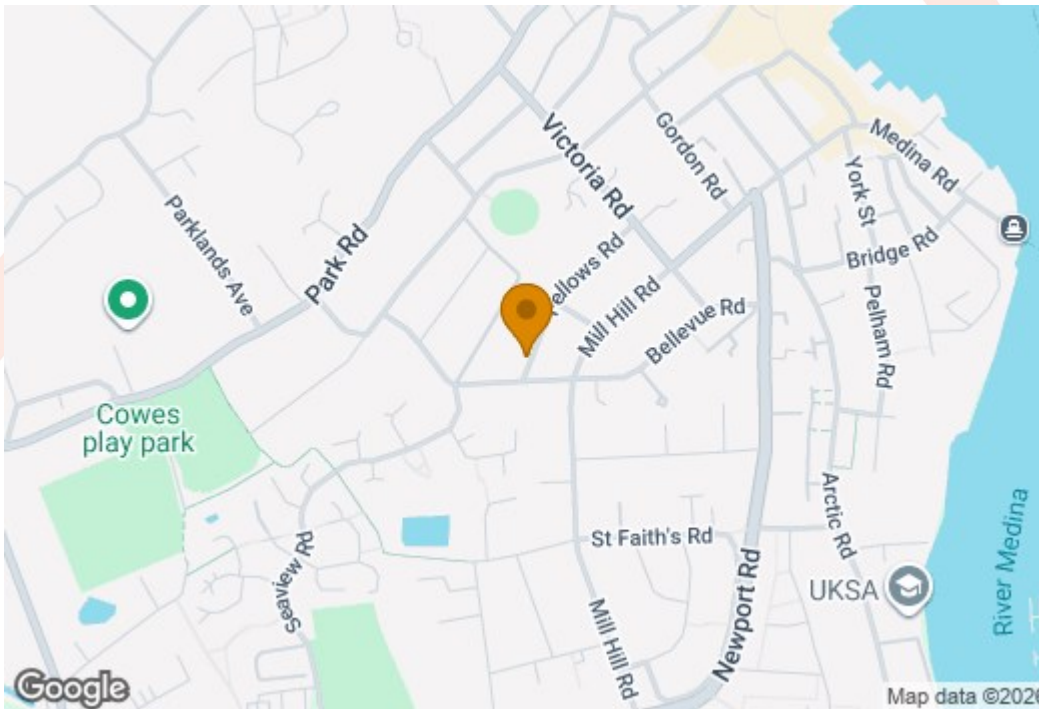 Victoria Rd
Gordon Rd
Medina Rd
York St
Bridge Rd
Parklands Ave
Park Rd
Fellows Rd
Mill Hill Rd
Bellevue Rd
Pelham Rd
Cowes
play park
Arctic Rd
St Faith's Rd
Seaview Rd
Newport Rd
UKSA
River Medina
Mill Hill Rd
Google
Map data ©2026